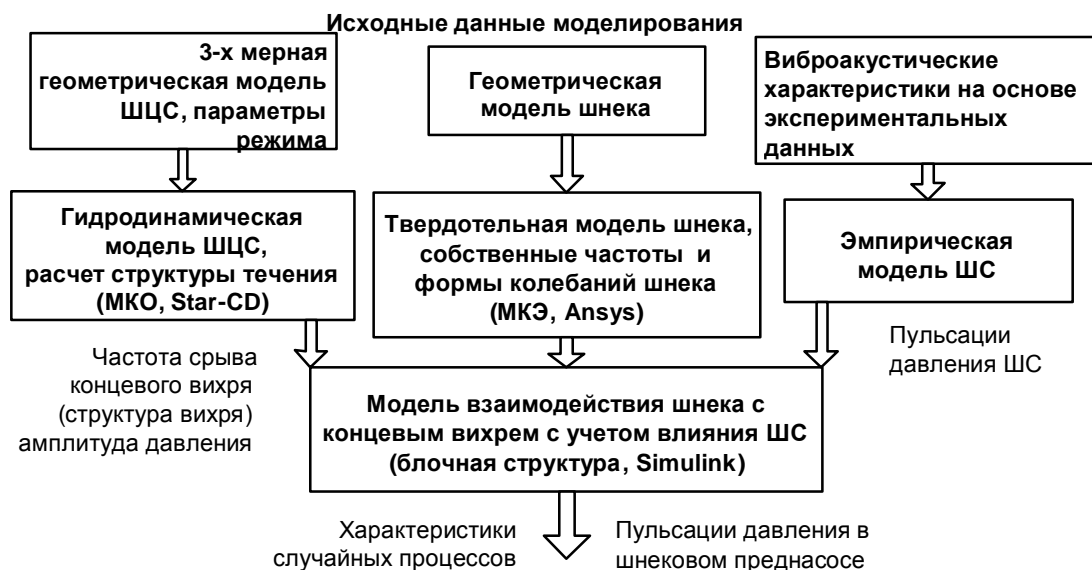 Исходные данные моделирования
3-х мерная
геометрическая модель
ШЦС, параметры
режима
Геометрическая
модель шнека
Виброакустические
характеристики на основе
экспериментальных
данных
Гидродинамическая
модель ШЦС,
расчет структуры течения
(МКО, Star-CD)
Твердотельная модель шнека,
собственные частоты и
формы колебаний шнека
(МКЭ, Ansys)
Эмпирическая
модель ШС
Частота срыва
концевого вихря
(структура вихря)
амплитуда давления
Пульсации
давления ШС
Модель взаимодействия шнека с
концевым вихрем с учетом влияния ШС
(блочная структура, Simulink)
Характеристики
случайных процессов
Пульсации давления в
шнековом преднасосе